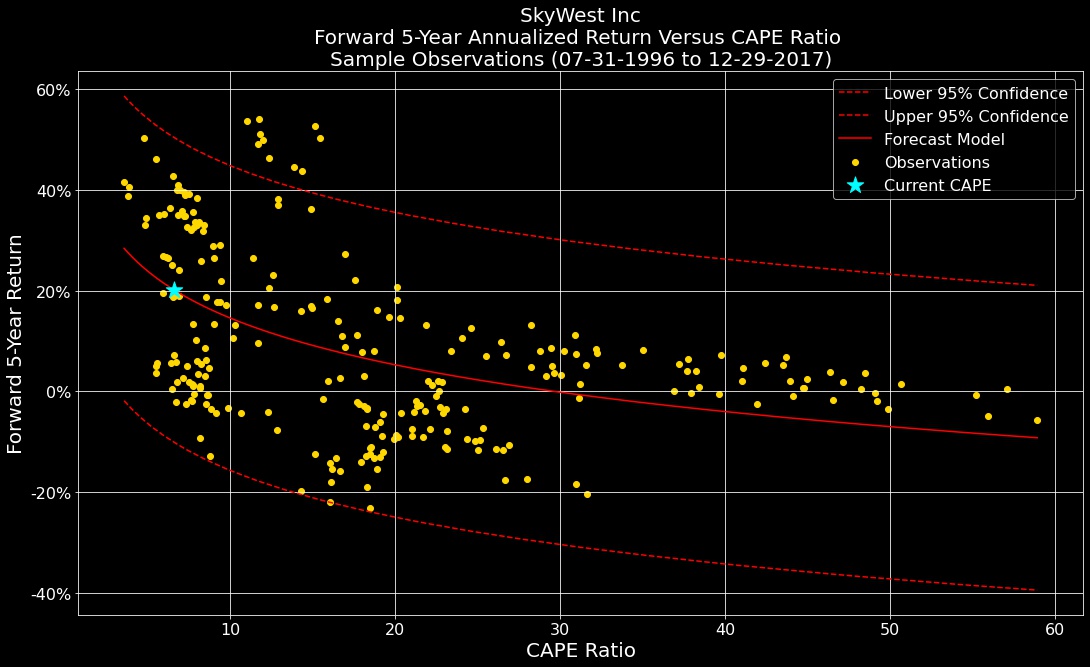 SkyWest Inc
Forward 5-Year Annualized Return Versus CAPE Ratio
Sample Observations (07-31-1996 to 12-29-2017)
Lower 95% Confidence
Upper 95% Confidence
Forecast Model
Observations
Current CAPE
Forward 5-Year Return
60%
40%
20%
0%
-20%
-40%
10
20
30
40
50
60
CAPE Ratio